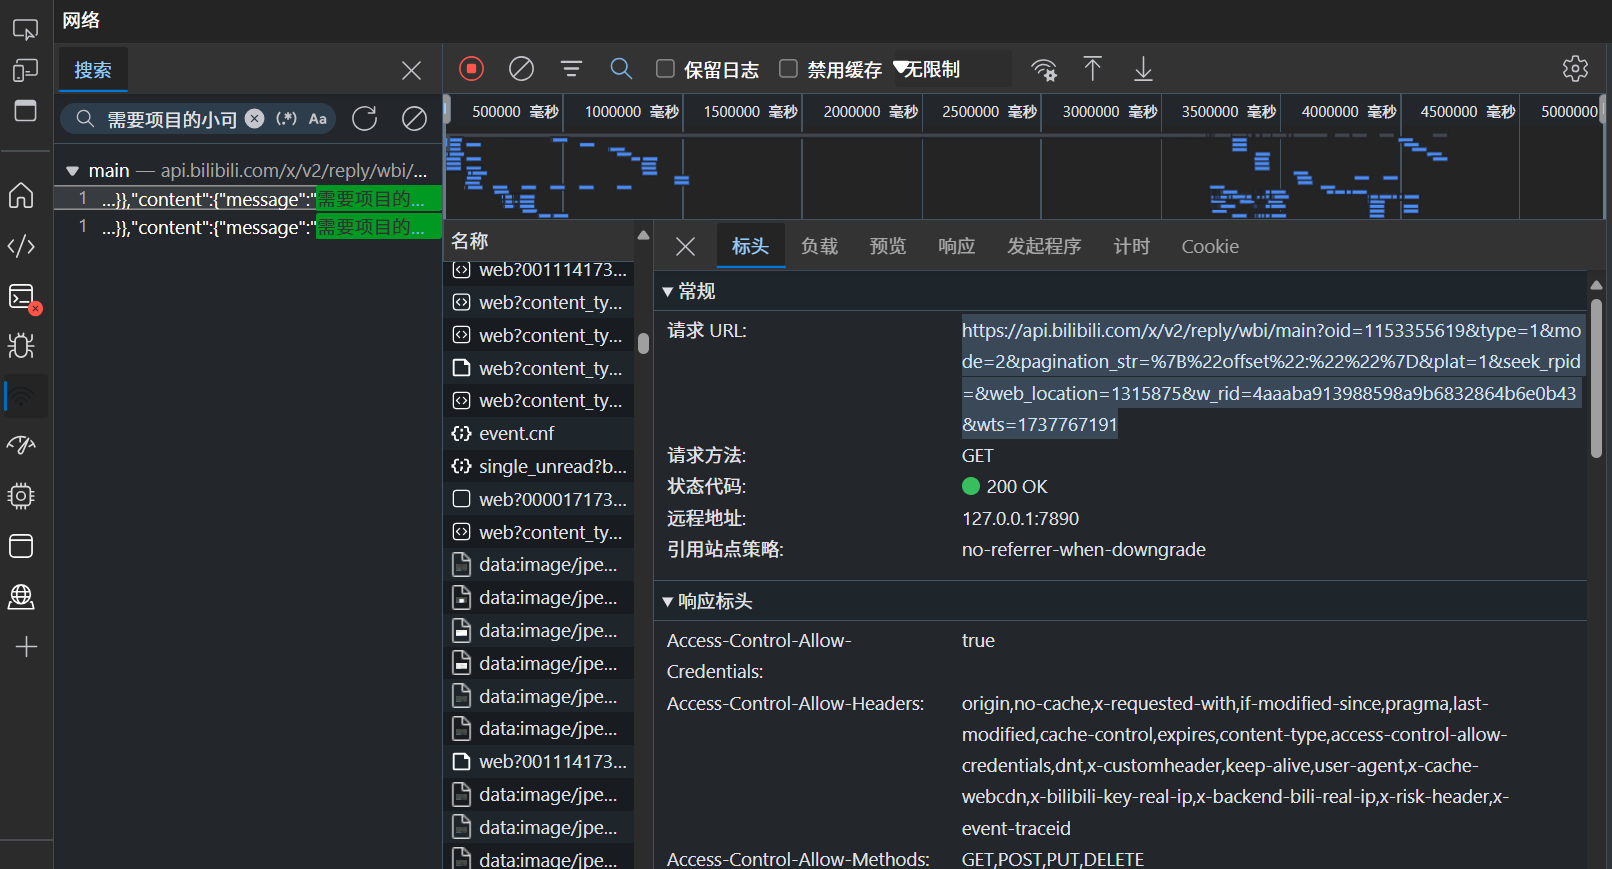 网络
搜索
需要项目的小可
(.*)
Aa
main — api.bilibili.com/x/v2/reply/wbi/...
1 ...}},"content":{"message":"需要项目的...
1 ...}},"content":{"message":"需要项目的...
保留日志
禁用缓存
无限制
500000 毫秒
1000000 毫秒
1500000 毫秒
2000000 毫秒
2500000 毫秒
3000000 毫秒
3500000 毫秒
4000000 毫秒
4500000 毫秒
5000000
名称
web?001114173...
web?content_ty...
web?content_ty...
web?content_ty...
web?content_ty...
event.cnf
single_unread?b...
web?000017173...
web?content_ty...
data:image/jpe...
data:image/jpe...
data:image/jpe...
data:image/jpe...
data:image/jpe...
data:image/jpe...
web?001114173...
data:image/jpe...
data:image/jpe...
data:image/jpe...
标头
负载
预览
响应
发起程序
计时
Cookie
常规
请求 URL:
https://api.bilibili.com/x/v2/reply/wbi/main?oid=1153355619&type=1&mo
de=2&pagination_str=%7B%22offset%22:%22%22%7D&plat=1&seek_rpid
=&web_location=1315875&w_rid=4aaaba913988598a9b6832864b6e0b43
&wts=1737767191
请求方法:
GET
状态代码:
200 OK
远程地址:
127.0.0.1:7890
引用站点策略:
no-referrer-when-downgrade
响应标头
Access-Control-Allow-
Credentials:
true
Access-Control-Allow-Headers:
origin,no-cache,x-requested-with,if-modified-since,pragma,last-
modified,cache-control,expires,content-type,access-control-allow-
credentials,dnt,x-customheader,keep-alive,user-agent,x-cache-
webcdn,x-bilibili-key-real-ip,x-backend-bili-real-ip,x-risk-header,x-
event-traceid
Access-Control-Allow-Methods:
GET,POST,PUT,DELETE